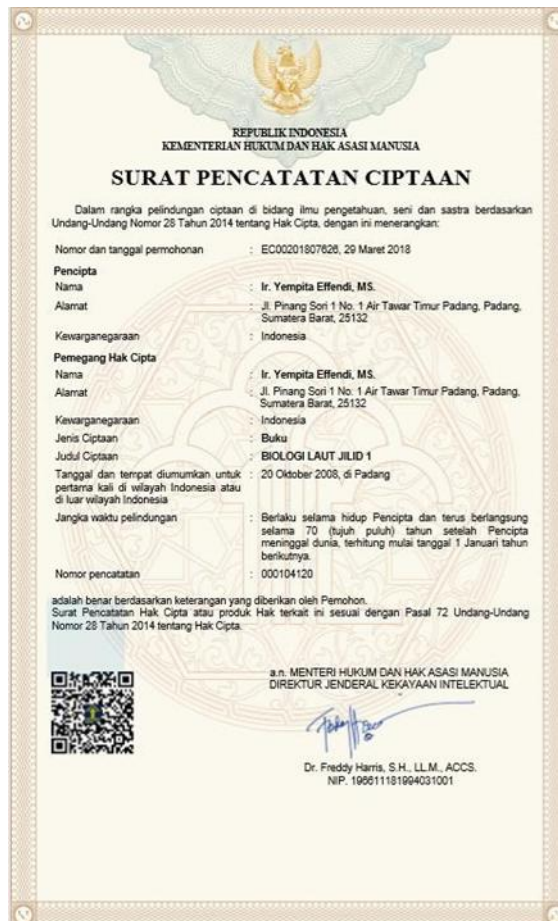 REPUBLIK INDONESIA
KEMENTERIAN HUKUM DAN HAK ASASI MANUSIA
SURAT PENCATATAN CIPTAAN
Dalam rangka pelindungan ciptaan di bidang ilmu pengetahuan, seni dan sastra berdasarkan
Undang-Undang Nomor 28 Tahun 2014 tentang Hak Cipta, dengan ini menerangkan:
Nomor dan tanggal permohonan : EC00201807626, 29 Maret 2018
Pencipta
Nama : Ir. Yempita Effendi, MS.
Alamat : Jl. Pinang Sori 1 No. 1 Air Tawar Timur Padang, Padang,
Sumatera Barat, 25132
Kewarganegaraan : Indonesia
Pemegang Hak Cipta
Nama : Ir. Yempita Effendi, MS.
Alamat : Jl. Pinang Sori 1 No. 1 Air Tawar Timur Padang, Padang,
Sumatera Barat, 25132
Kewarganegaraan : Indonesia
Jenis Ciptaan : Buku
Judul Ciptaan : BIOLOGI LAUT JILID 1
Tanggal dan tempat diumumkan untuk : 20 Oktober 2008, di Padang
pertama kali di wilayah Indonesia atau
di luar wilayah Indonesia
Jangka waktu pelindungan : Berlaku selama hidup Pencipta dan terus berlangsung
selama 70 (tujuh puluh) tahun setelah Pencipta
meninggal dunia, terhitung mulai tanggal 1 Januari tahun
berikutnya.
Nomor pencatatan : 000104120
adalah benar berdasarkan keterangan yang diberikan oleh Pemohon.
Surat Pencatatan Hak Cipta atau produk Hak terkait ini sesuai dengan Pasal 72 Undang-Undang
Nomor 28 Tahun 2014 tentang Hak Cipta.
a.n. MENTERI HUKUM DAN HAK ASASI MANUSIA
DIREKTUR JENDERAL KEKAYAAN INTELEKTUAL
Dr. Freddy Harris, S.H., LL.M., ACCS.
NIP. 196611181994031001